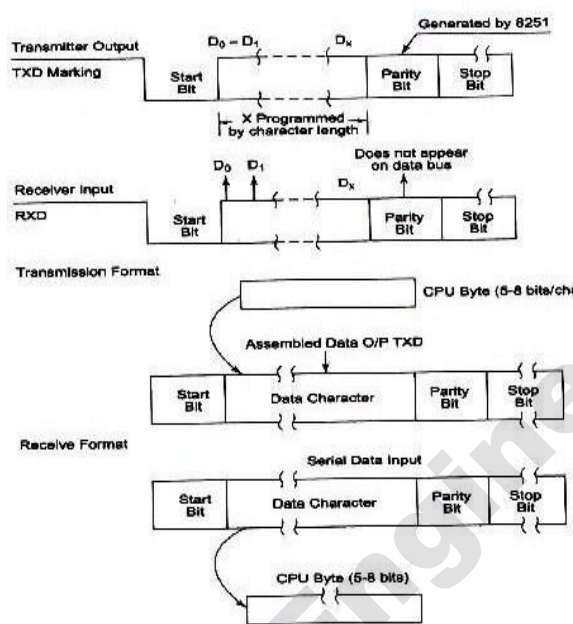 Generated by 8251
Transmitter Output
D0 – D1
Dx
TXD Marking
Start Bit
Parity Bit
Stop Bit
X Programmed by character length
Does not appear on data bus
D0
D1
Dx
Receiver Input
RXD
Start Bit
Parity Bit
Stop Bit
Transmission Format
CPU Byte (5-8 bits/cha
Assembled Data O/P TXD
Start Bit
Data Character
Parity Bit
Stop Bit
Receive Format
Serial Data Input
Start Bit
Data Character
Parity Bit
Stop Bit
CPU Byte (5-8 bits)
Engine